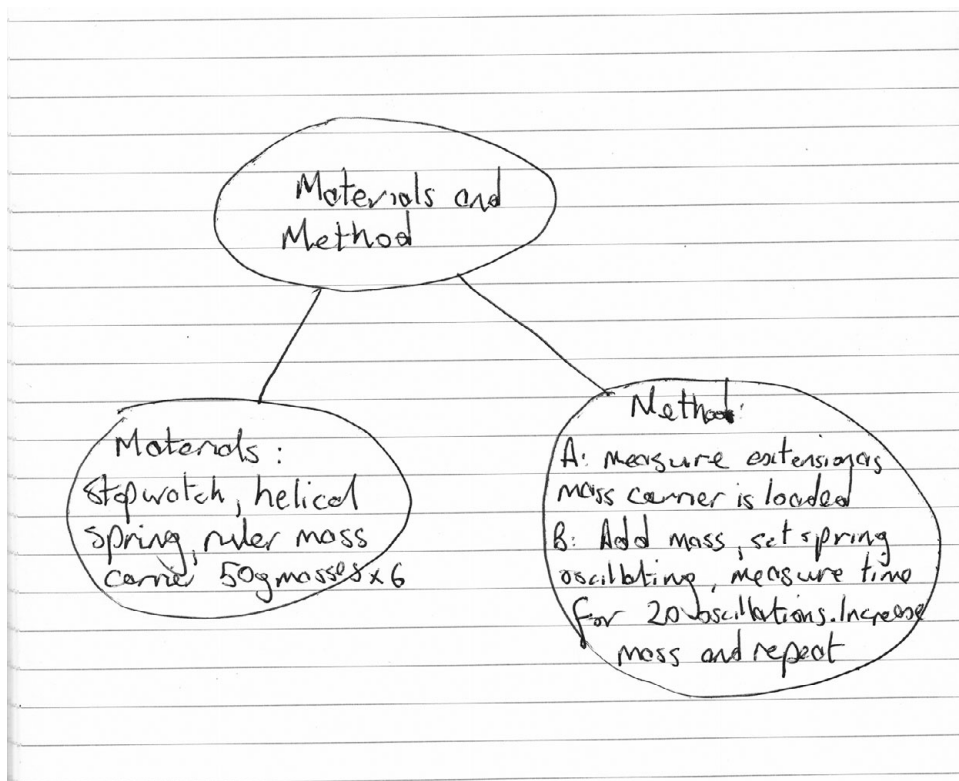 Materials and
Method
Materials :
Stopwatch, helical
spring, ruler mass
carrier 50g masses x 6
Method:
A: measure extension as
mass carrier is loaded
B: Add mass, set spring
oscillating, measure time
for 20 oscillations. Increase
mass and repeat